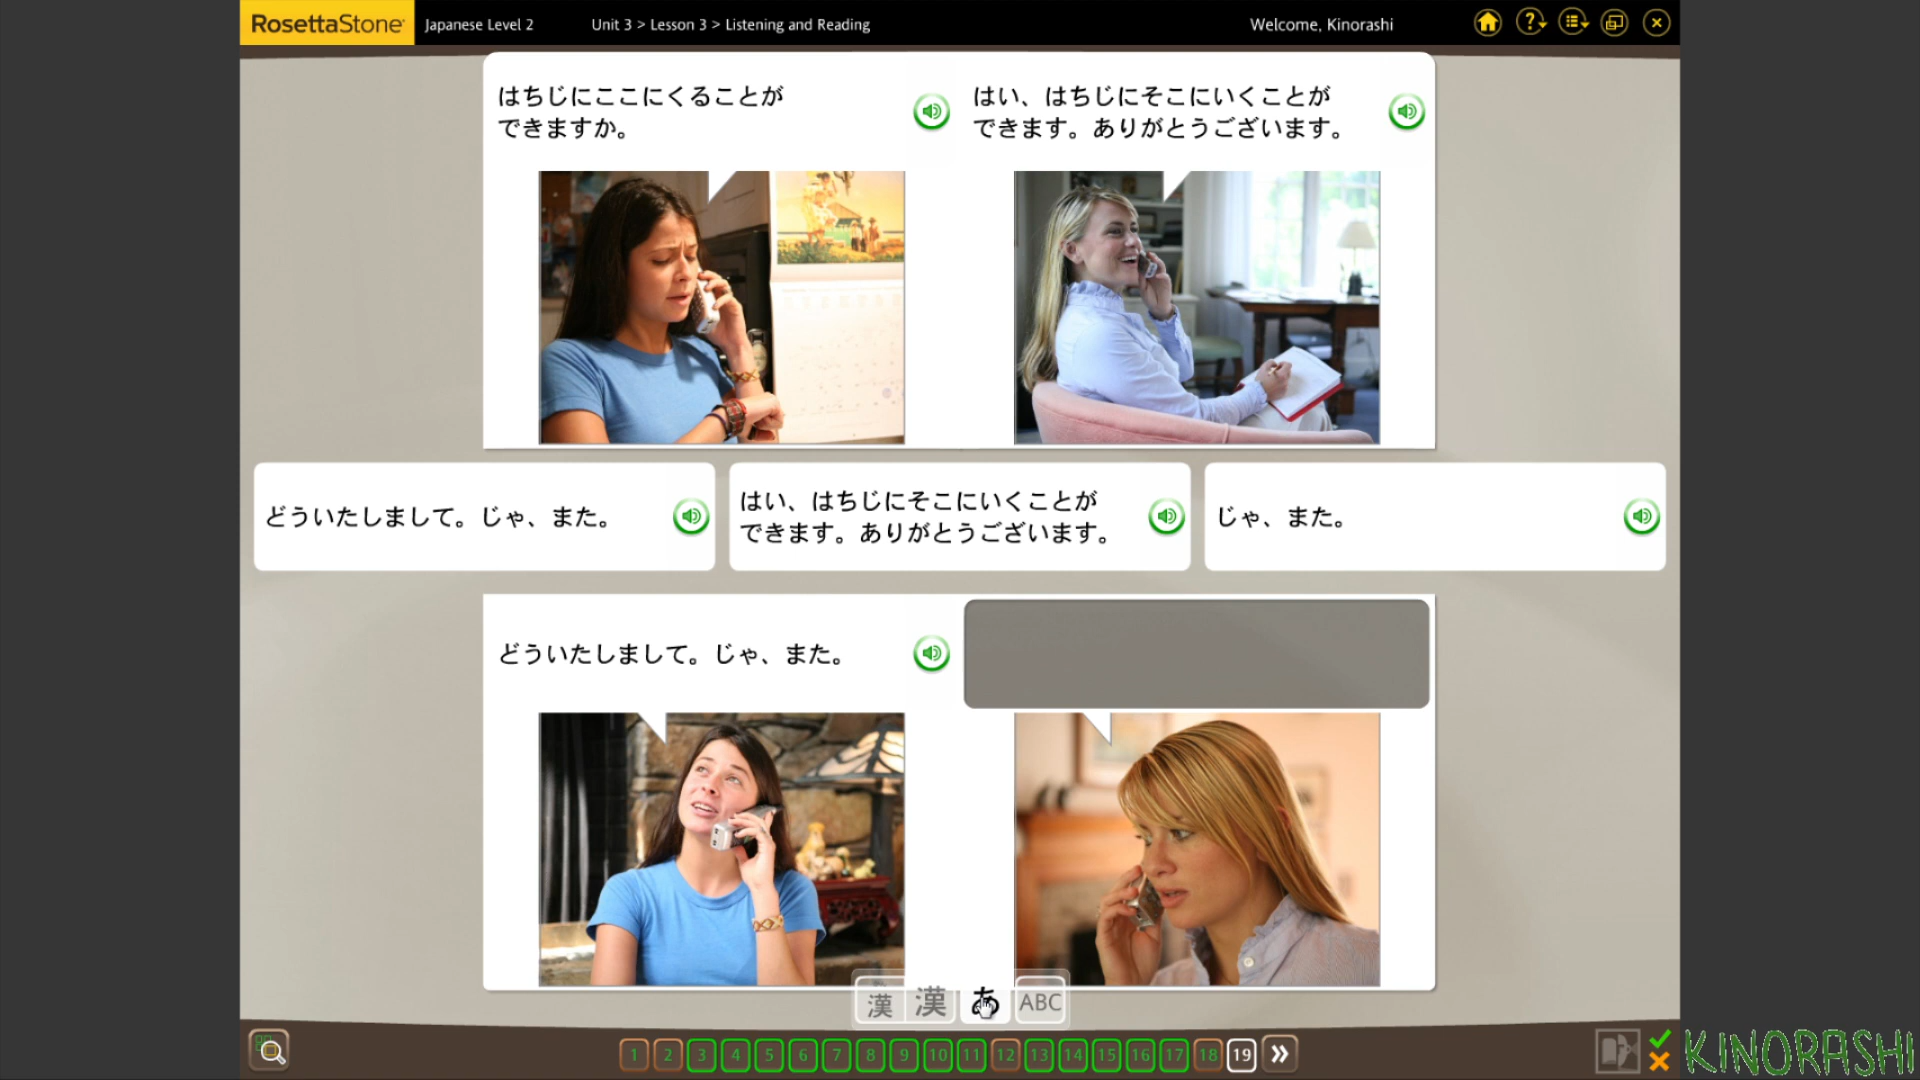 RosettaStone
Japanese Level 2
Unit 3 > Lesson 3 > Listening and Reading
Welcome, Kinorashi
はちじにここにくることが
できますか。
はい、はちじにそこにいくことが
できます。ありがとうございます。
どういたしまして。じゃ、また。
はい、はちじにそこにいくことが
できます。ありがとうございます。
じゃ、また。
どういたしまして。じゃ、また。
漢 漢 あ ABC
1 2 3 4 5 6 7 8 9 10 11 12 13 14 15 16 17 18 19
KINORASHI